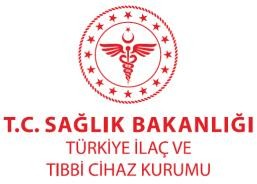 T.C. SAĞLIK BAKANLIĞI
TÜRKİYE İLAÇ VE
TIBBİ CİHAZ KURUMU